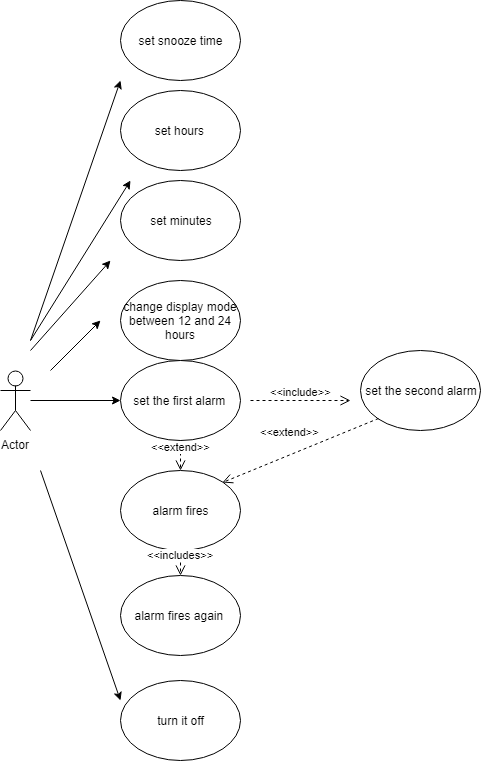 set snooze time
set hours
set minutes
change display mode
between 12 and 24
hours
set the first alarm
<<include>>
set the second alarm
Actor
<<extend>>
<<extend>>
alarm fires
<<includes>>
alarm fires again
turn it off